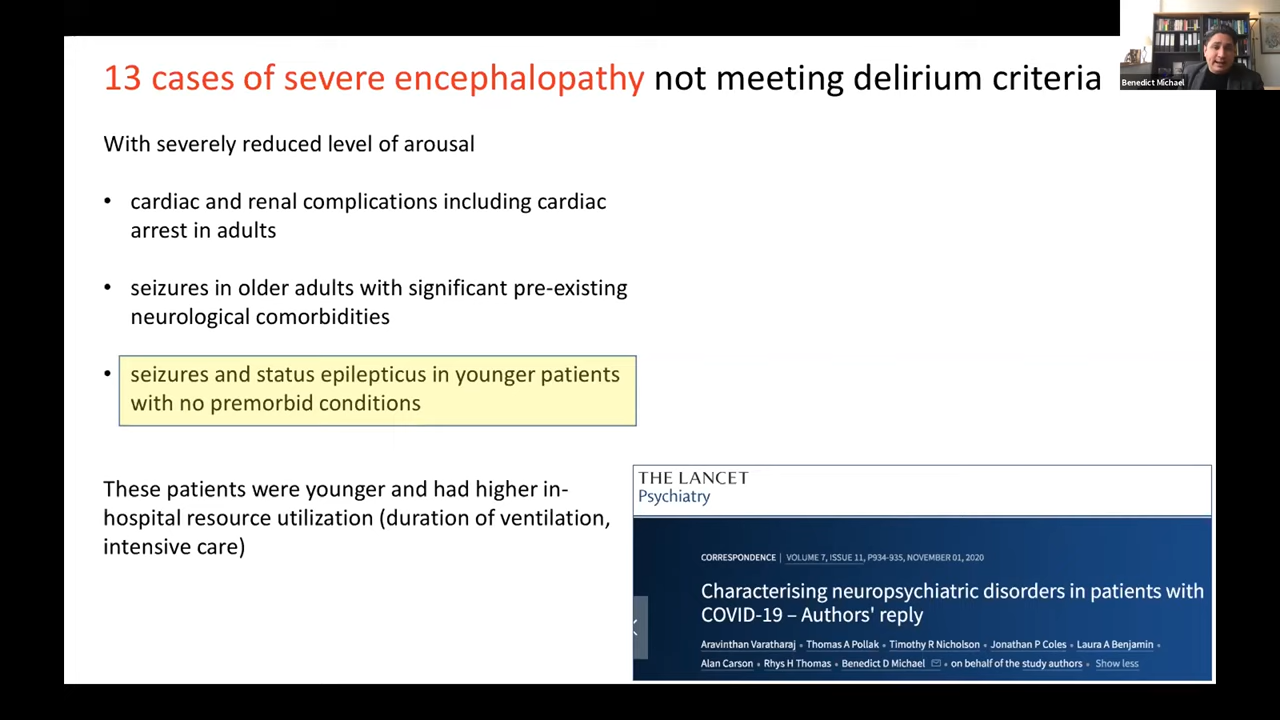 13 cases of severe encephalopathy not meeting delirium criteria
Benedict Michael
With severely reduced level of arousal
• cardiac and renal complications including cardiac
arrest in adults
• seizures in older adults with significant pre-existing
neurological comorbidities
• seizures and status epilepticus in younger patients
with no premorbid conditions
These patients were younger and had higher in-
hospital resource utilization (duration of ventilation,
intensive care)
THE LANCET
Psychiatry
CORRESPONDENCE | VOLUME 7, ISSUE 11, P934-935, NOVEMBER 01, 2020
Characterising neuropsychiatric disorders in patients with
COVID-19 – Authors' reply
Aravinthan Varatharaj • Thomas A Pollak • Timothy R Nicholson • Jonathan P Coles • Laura A Benjamin •
Alan Carson • Rhys H Thomas • Benedict D Michael • on behalf of the study authors • Show less